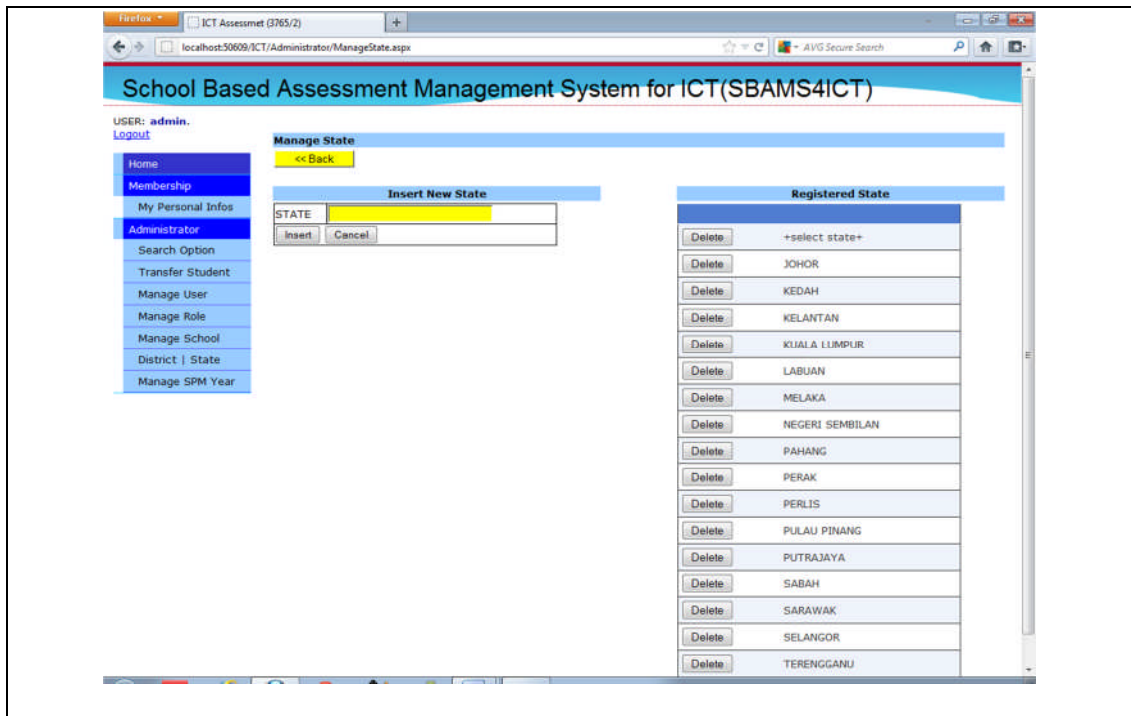 Firefox
ICT Assessmet (3765/2)
localhost:50609/ICT/Administrator/ManageState.aspx
AVG Secure Search
School Based Assessment Management System for ICT(SBAMS4ICT)
USER: admin.
Logout
Home
Membership
My Personal Infos
Administrator
Search Option
Transfer Student
Manage User
Manage Role
Manage School
District | State
Manage SPM Year
Manage State
<< Back
Insert New State
STATE
Insert Cancel
Registered State
Delete +select state+
Delete JOHOR
Delete KEDAH
Delete KELANTAN
Delete KUALA LUMPUR
Delete LABUAN
Delete MELAKA
Delete NEGERI SEMBILAN
Delete PAHANG
Delete PERAK
Delete PERLIS
Delete PULAU PINANG
Delete PUTRAJAYA
Delete SABAH
Delete SARAWAK
Delete SELANGOR
Delete TERENGGANU